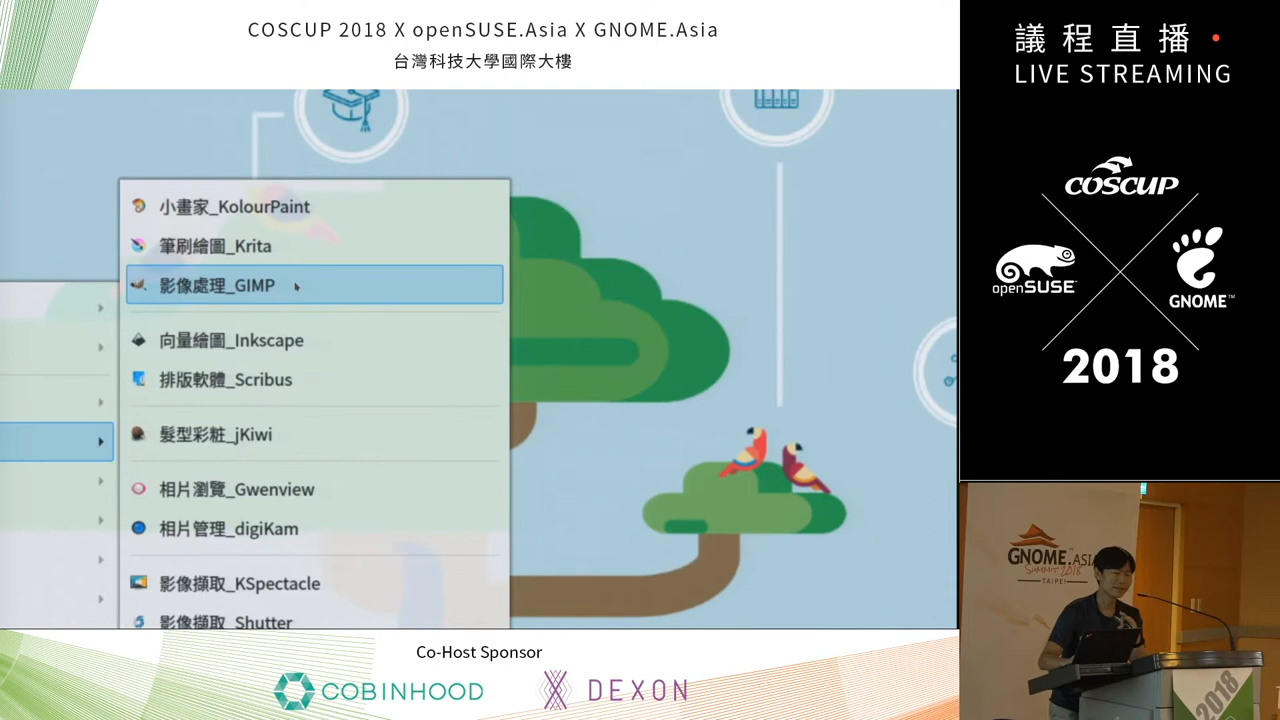 COSCUP 2018 X openSUSE.Asia X GNOME.Asia
台灣科技大學國際大樓
議程直播
LIVE STREAMING
COSCUP
openSUSE
GNOME™
2018
小畫家_KolourPaint
筆刷繪圖_Krita
影像處理_GIMP
向量繪圖_Inkscape
排版軟體_Scribus
髮型彩粧_jKiwi
相片瀏覽_Gwenview
相片管理_digiKam
影像擷取_KSpectacle
影像擷取_Shutter
GNOME.ASIA
SUMMIT 2018
TAIPEI
2018
Co-Host Sponsor
COBINHOOD
DEXON